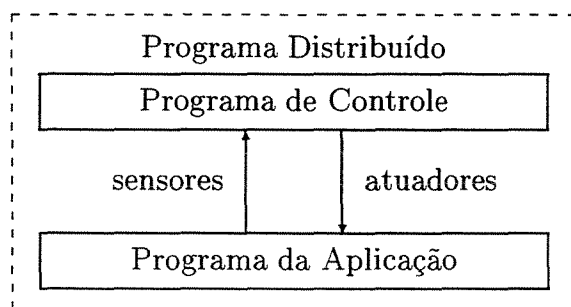 Programa Distribuído
Programa de Controle
sensores atuadores
Programa da Aplicação